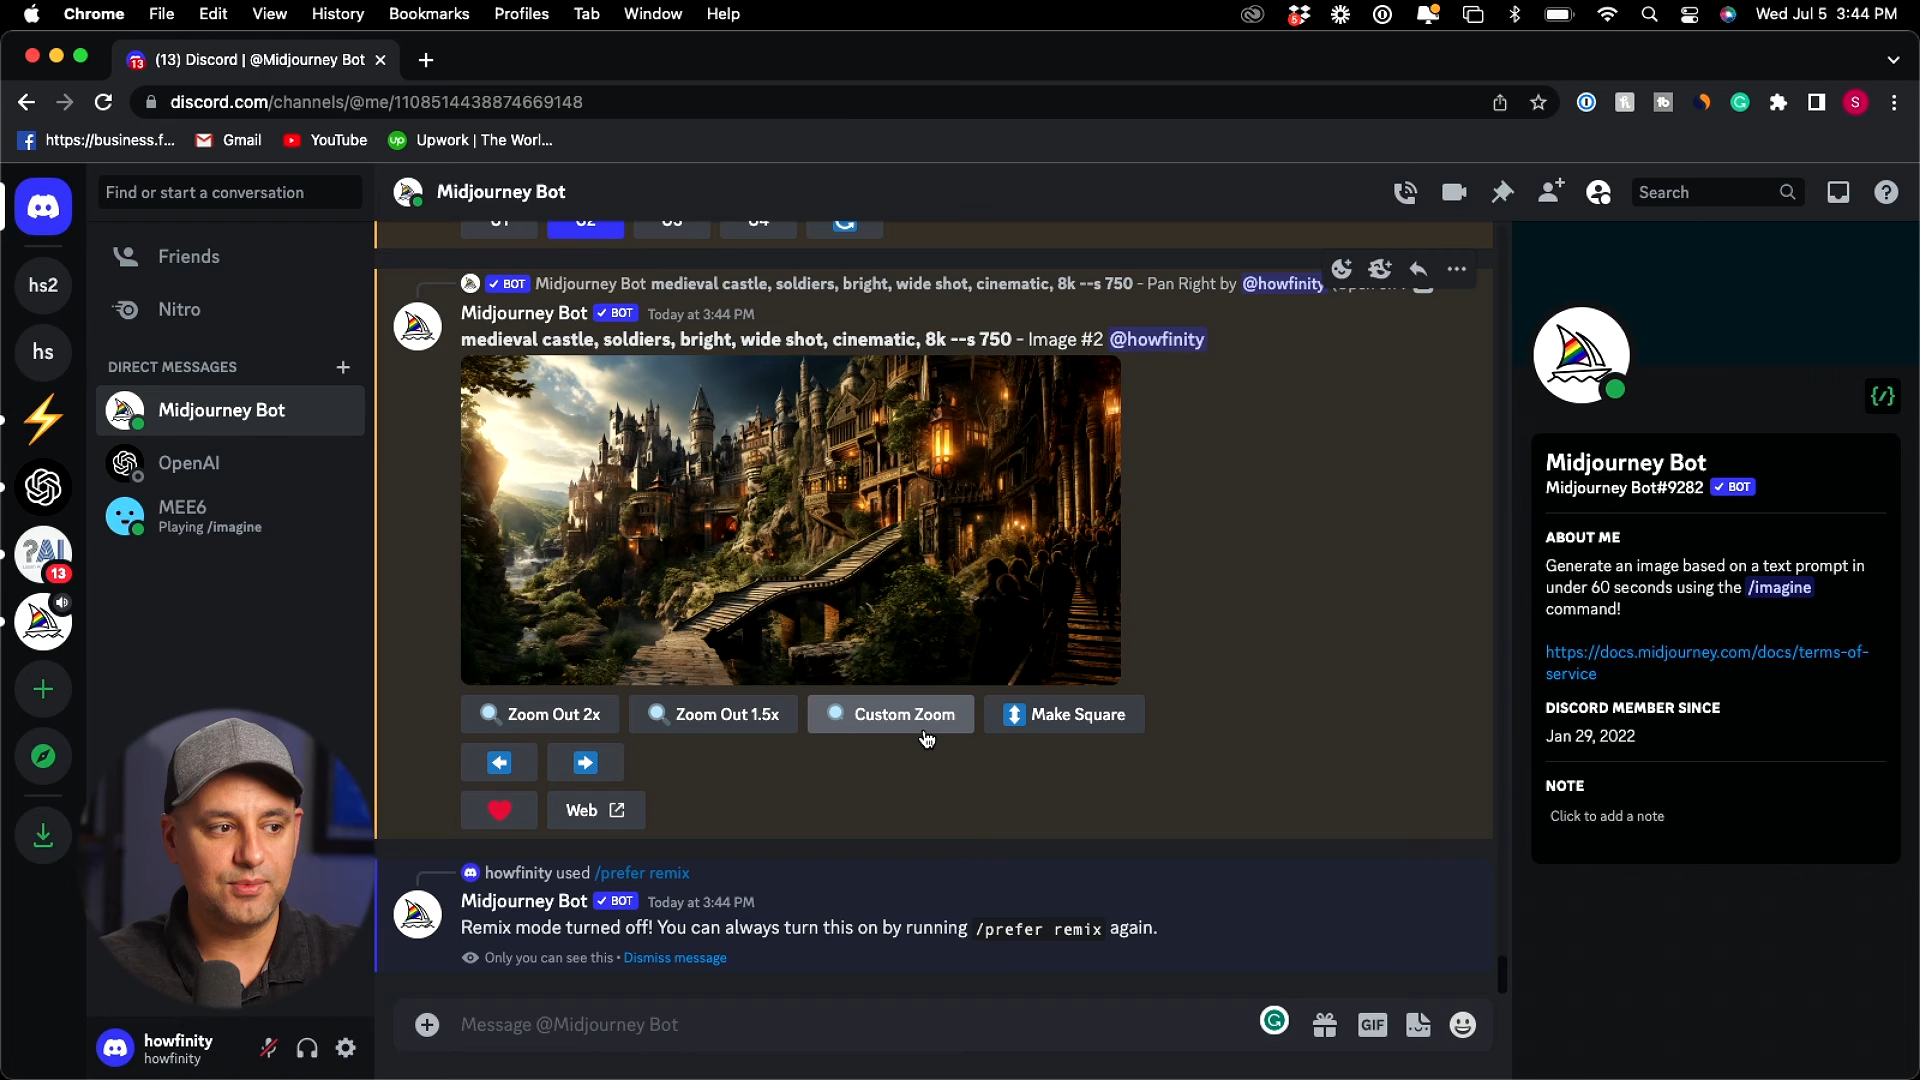 Chrome File Edit View History Bookmarks Profiles Tab Window Help
5
Wed Jul 5 3:44 PM
13
(13) Discord | @Midjourney Bot
discord.com/channels/@me/1108514438874669148
S
https://business.f...
Gmail
YouTube
up
Upwork | The Worl...
Find or start a conversation
Midjourney Bot
Search
Friends
Nitro
DIRECT MESSAGES
Midjourney Bot
OpenAI
MEE6
Playing /imagine
hs2
hs
?AI
13
U1 U2 U3 U4
BOT Midjourney Bot medieval castle, soldiers, bright, wide shot, cinematic, 8k --s 750 - Pan Right by @howfinity
Midjourney Bot BOT Today at 3:44 PM
medieval castle, soldiers, bright, wide shot, cinematic, 8k --s 750 - Image #2 @howfinity
Zoom Out 2x
Zoom Out 1.5x
Custom Zoom
Make Square
Web
howfinity used /prefer remix
Midjourney Bot BOT Today at 3:44 PM
Remix mode turned off! You can always turn this on by running /prefer remix again.
Only you can see this • Dismiss message
Message @Midjourney Bot
GIF
howfinity
howfinity
Midjourney Bot
Midjourney Bot#9282 BOT
ABOUT ME
Generate an image based on a text prompt in
under 60 seconds using the /imagine
command!
https://docs.midjourney.com/docs/terms-of-
service
DISCORD MEMBER SINCE
Jan 29, 2022
NOTE
Click to add a note